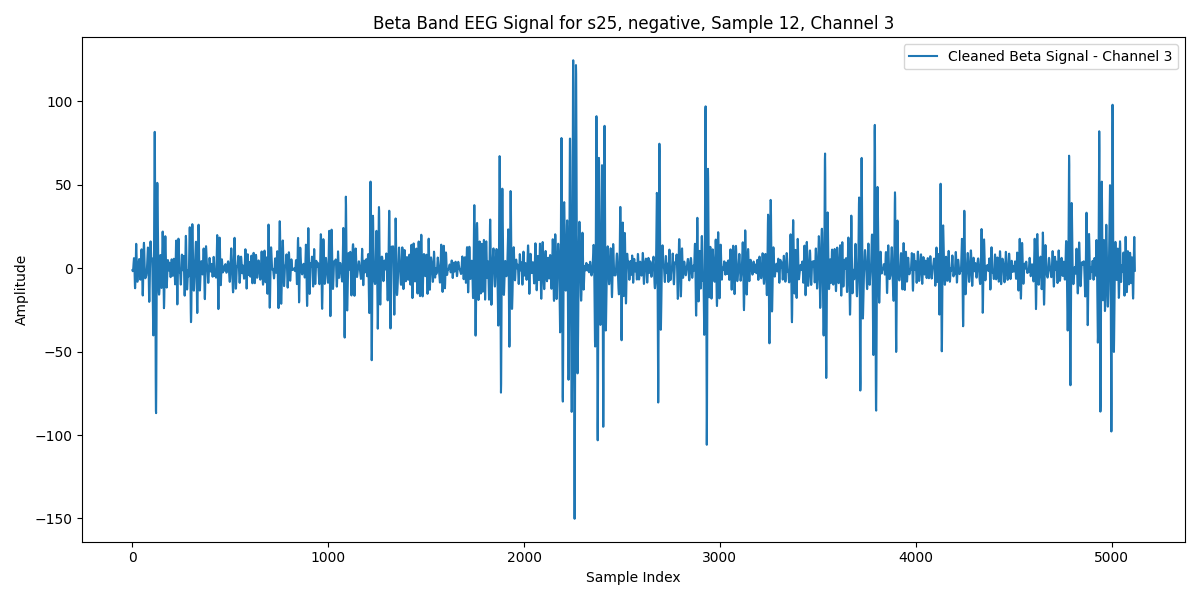 Beta Band EEG Signal for s25, negative, Sample 12, Channel 3
Cleaned Beta Signal - Channel 3
Amplitude
100
50
0
−50
−100
−150
0 1000 2000 3000 4000 5000
Sample Index